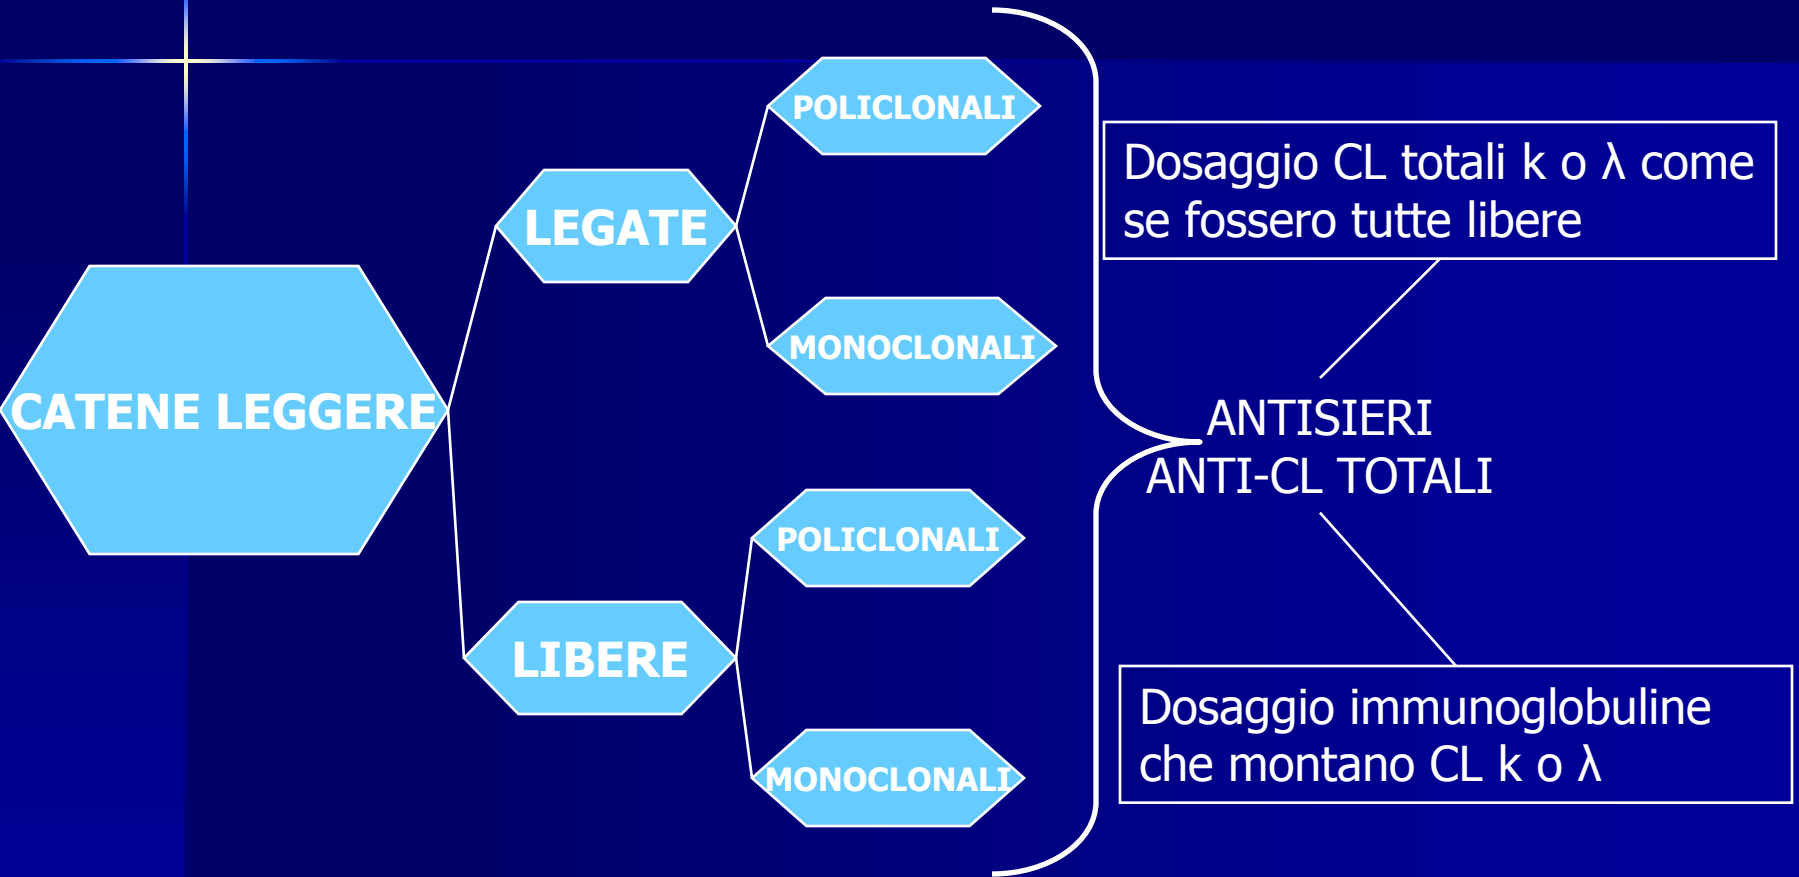 CATENE LEGGERE
LEGATE
POLICLONALI
MONOCLONALI
LIBERE
POLICLONALI
MONOCLONALI
Dosaggio CL totali k o λ come
se fossero tutte libere
ANTISIERI
ANTI-CL TOTALI
Dosaggio immunoglobuline
che montano CL k o λ